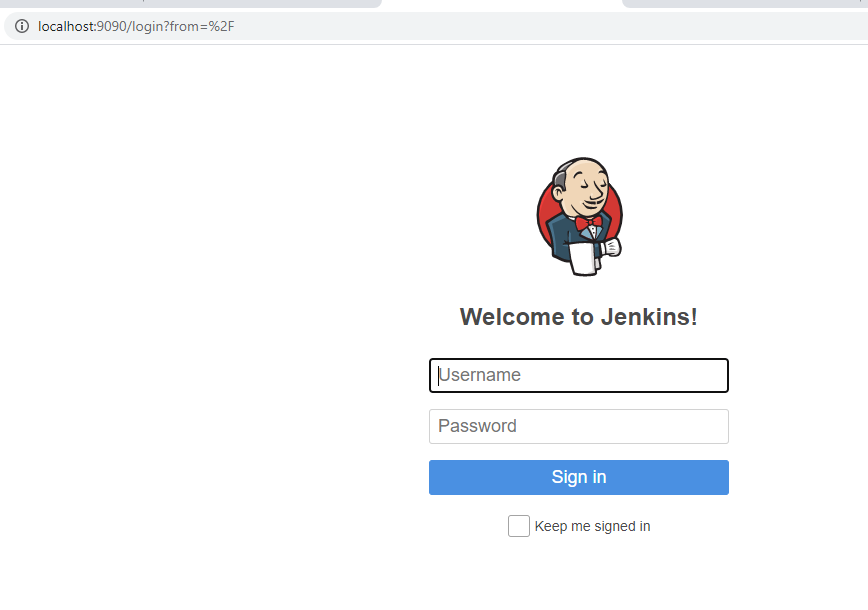 localhost:9090/login?from=%2F
Welcome to Jenkins!
Username
Password
Sign in
Keep me signed in